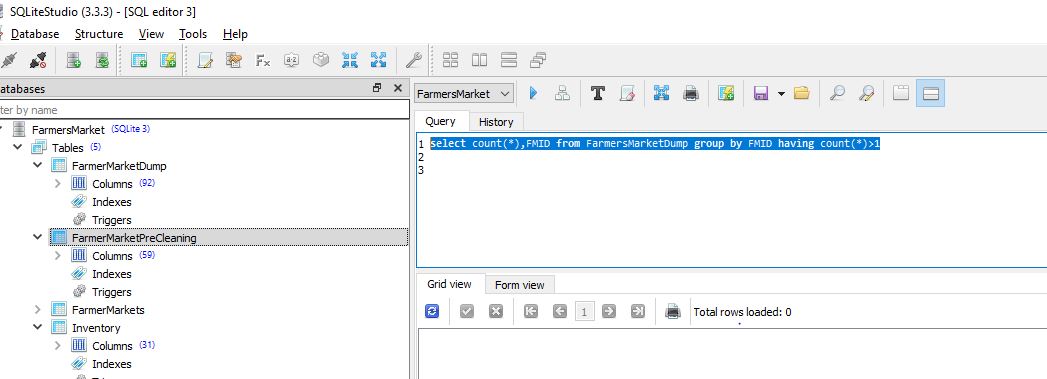 SQLiteStudio (3.3.3) - [SQL editor 3]
Database Structure View Tools Help
atabases
ter by name
FarmersMarket (SQLite 3)
Tables (5)
FarmerMarketDump
Columns (92)
Indexes
Triggers
FarmerMarketPreCleaning
Columns (59)
Indexes
Triggers
FarmerMarkets
Inventory
Columns (31)
Indexes
FarmersMarket
Query History
1 select count(*),FMID from FarmersMarketDump group by FMID having count(*)>1
2
3
Grid view Form view
1 Total rows loaded: 0